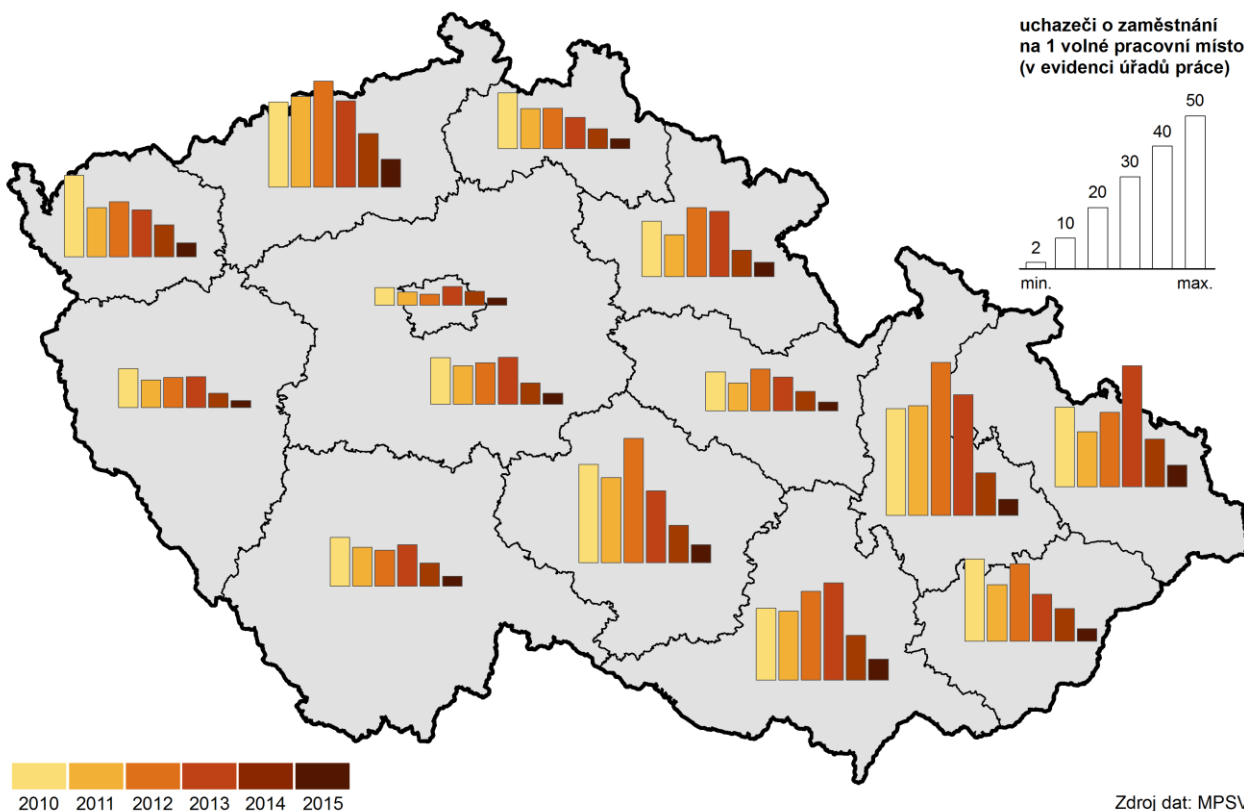 uchazeči o zaměstnání
na 1 volné pracovní místo
(v evidenci úřadů práce)
50
40
30
20
10
2
min.
max.
2010 2011 2012 2013 2014 2015
Zdroj dat: MPSV